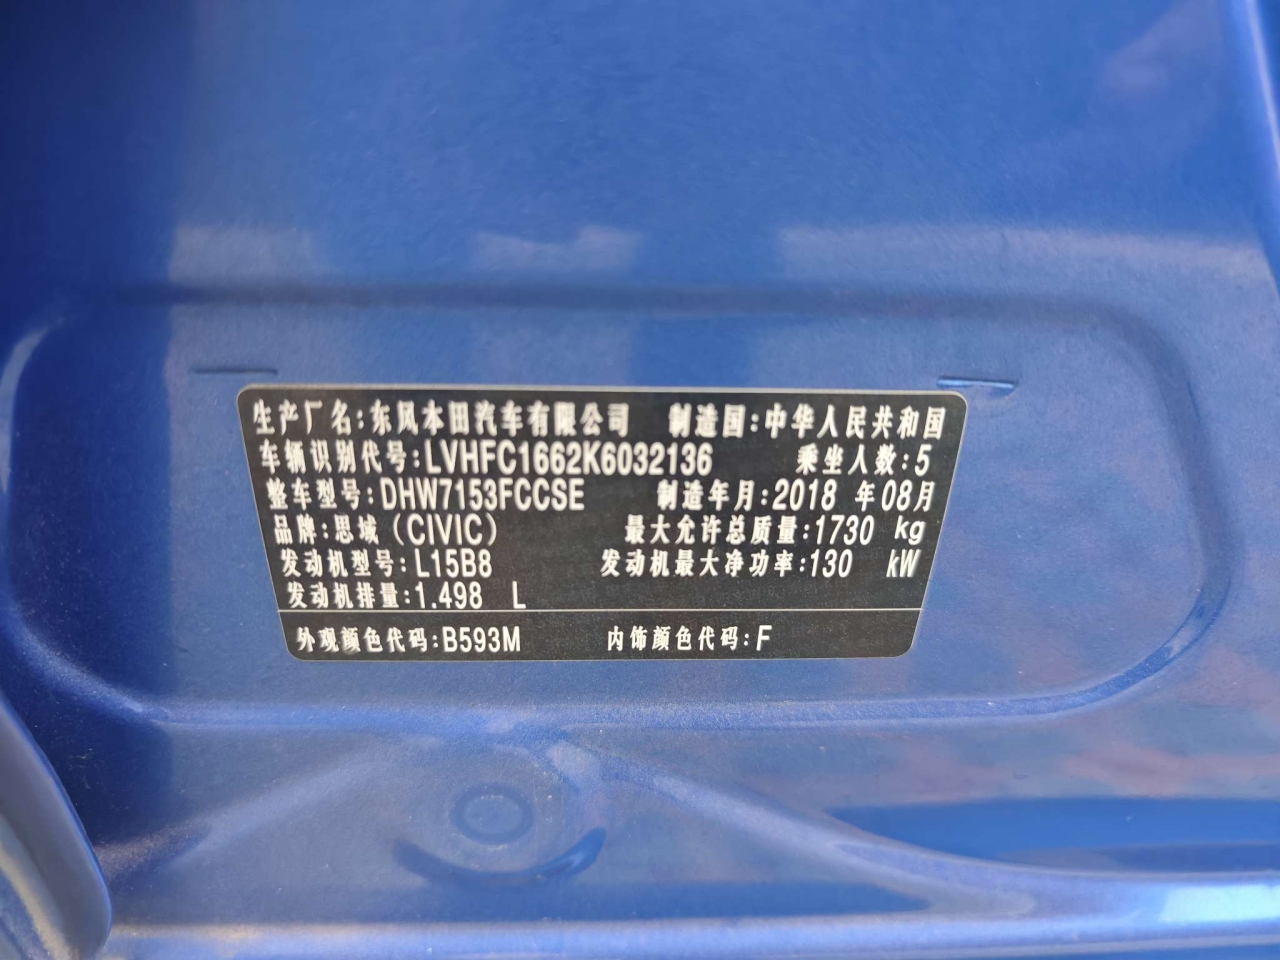 生产厂名:东风本田汽车有限公司 制造国:中华人民共和国
车辆识别代号:LVHFC1662K6032136 乘坐人数:5
整车型号:DHW7153FCCSE 制造年月:2018 年08月
品牌:思域(CIVIC) 最大允许总质量:1730 kg
发动机型号:L15B8 发动机最大净功率:130 kW
发动机排量:1.498 L
外观颜色代码:B593M 内饰颜色代码:F